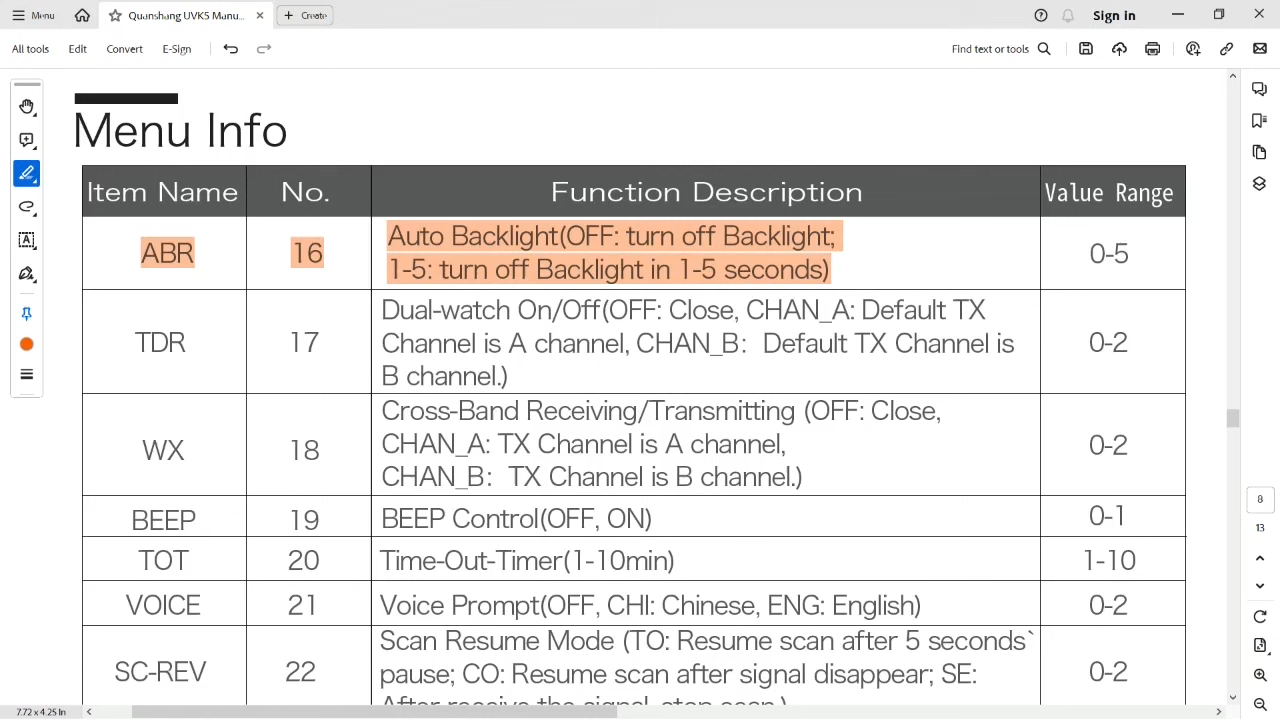 Menu
Quanshang UVK5 Manu...
Create
Sign in
All tools
Edit
Convert
E-Sign
Find text or tools
Menu Info
Item Name No. Function Description Value Range
ABR 16 Auto Backlight(OFF: turn off Backlight;
1-5: turn off Backlight in 1-5 seconds) 0-5
TDR 17 Dual-watch On/Off(OFF: Close, CHAN_A: Default TX
Channel is A channel, CHAN_B: Default TX Channel is
B channel.) 0-2
WX 18 Cross-Band Receiving/Transmitting (OFF: Close,
CHAN_A: TX Channel is A channel,
CHAN_B: TX Channel is B channel.) 0-2
BEEP 19 BEEP Control(OFF, ON) 0-1
TOT 20 Time-Out-Timer(1-10min) 1-10
VOICE 21 Voice Prompt(OFF, CHI: Chinese, ENG: English) 0-2
SC-REV 22 Scan Resume Mode (TO: Resume scan after 5 seconds`
pause; CO: Resume scan after signal disappear; SE: 0-2
After receive the signal, stop scan.)
8
13
7.72 x 4.25 In